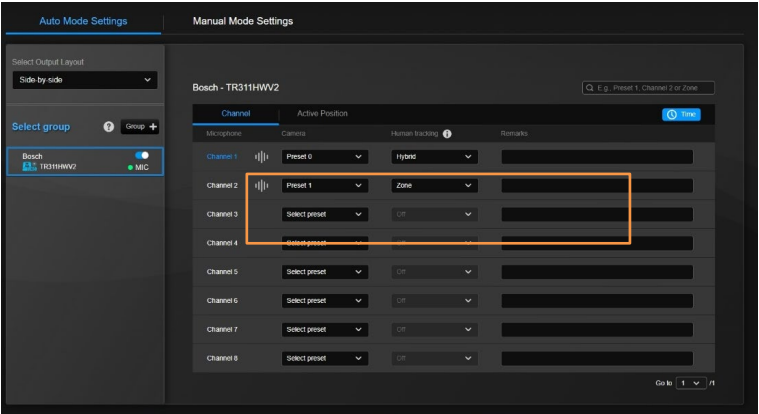 Auto Mode Settings Manual Mode Settings
Select Output Layout
Side-by-side
Bosch - TR311HWV2
E.g., Preset 1, Channel 2 or Zone
Select group ? Group +
Channel Active Position Time
Microphone Camera Human tracking Remarks
Bosch
TR311HWV2 MIC
Channel 1 Preset 0 Hybrid
Channel 2 Preset 1 Zone
Channel 3 Select preset Off
Channel 4 Select preset Off
Channel 5 Select preset Off
Channel 6 Select preset Off
Channel 7 Select preset Off
Channel 8 Select preset Off
Go to 1 /1